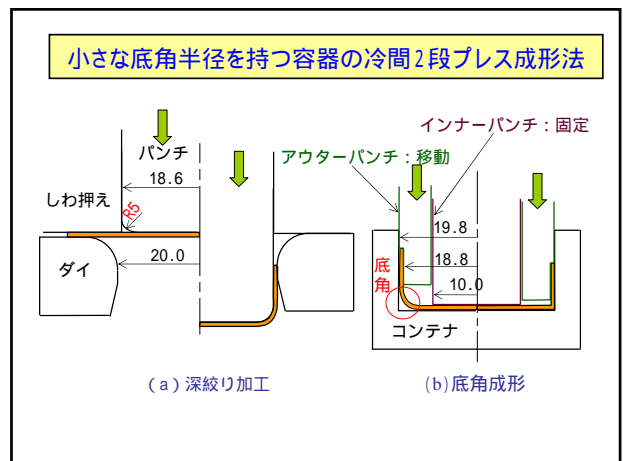 小さな底角半径を持つ容器の冷間2段プレス成形法
インナーパンチ：固定
パンチ
アウターパンチ：移動
18.6
しわ押え
R5
19.8
ダイ
20.0
底角
18.8
10.0
コンテナ
(a)深絞り加工
(b)底角成形